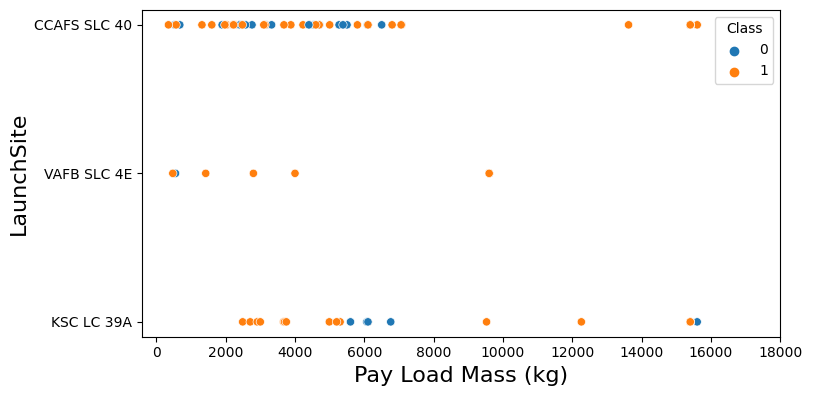 CCAFS SLC 40
VAFB SLC 4E
KSC LC 39A
LaunchSite
Class
0
1
0 2000 4000 6000 8000 10000 12000 14000 16000 18000
Pay Load Mass (kg)